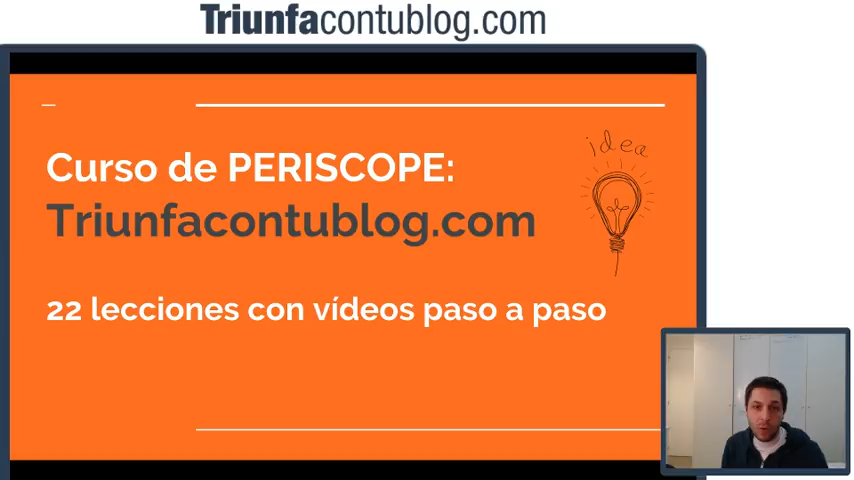 Triunfacontublog.com
idea
Curso de PERISCOPE:
Triunfacontublog.com
22 lecciones con vídeos paso a paso